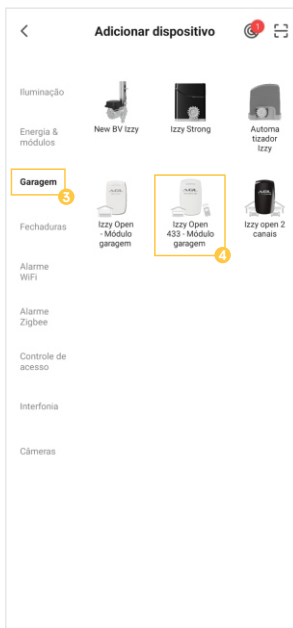 Adicionar dispositivo
1
Iluminação
Energia &
módulos
Garagem
3
Fechaduras
Alarme
WiFi
Alarme
Zigbee
Controle de
acesso
Interfonia
Câmeras
New BV Izzy
Izzy Strong
Automa
tizador
Izzy
Izzy Open
- Módulo
garagem
Izzy Open
433 - Módulo
garagem
4
Izzy open 2
canais